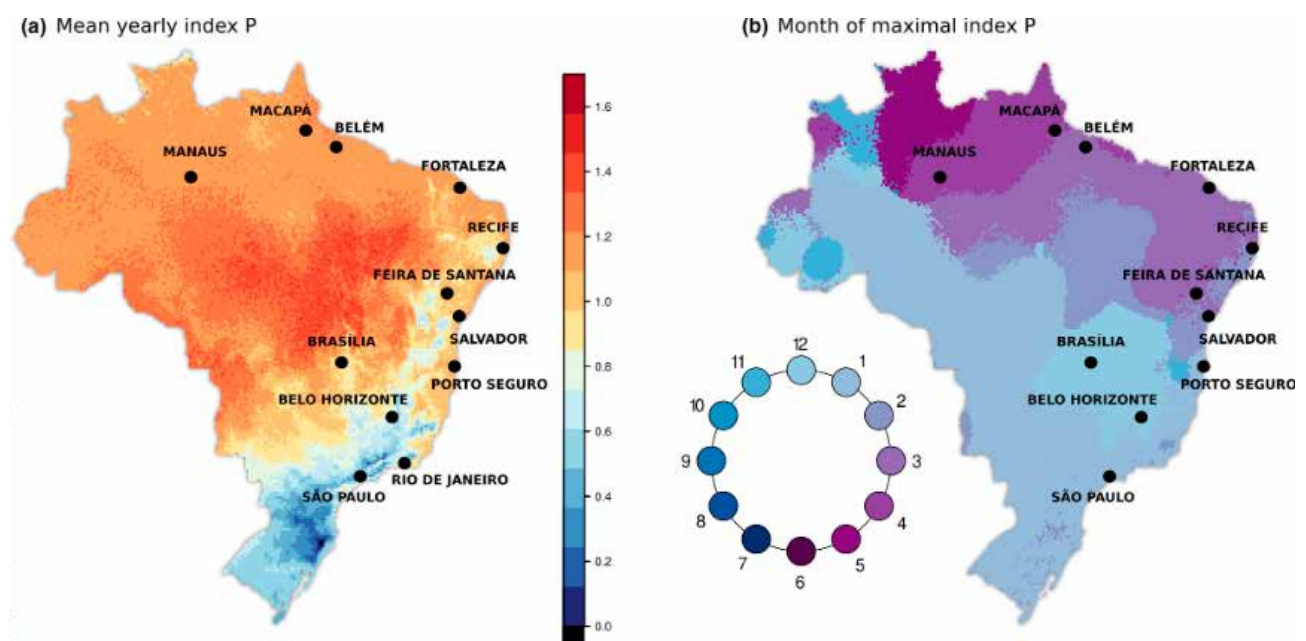 (a) Mean yearly index P
MACAPÁ
BELÉM
MANAUS
FORTALEZA
RECIFE
FEIRA DE SANTANA
SALVADOR
BRASÍLIA
PORTO SEGURO
BELO HORIZONTE
RIO DE JANEIRO
SÃO PAULO
1.6
1.4
1.2
1.0
0.8
0.6
0.4
0.2
0.0
(b) Month of maximal index P
MACAPÁ
BELÉM
MANAUS
FORTALEZA
RECIFE
FEIRA DE SANTANA
SALVADOR
BRASÍLIA
PORTO SEGURO
BELO HORIZONTE
SÃO PAULO
12
1
2
3
4
5
6
7
8
9
10
11